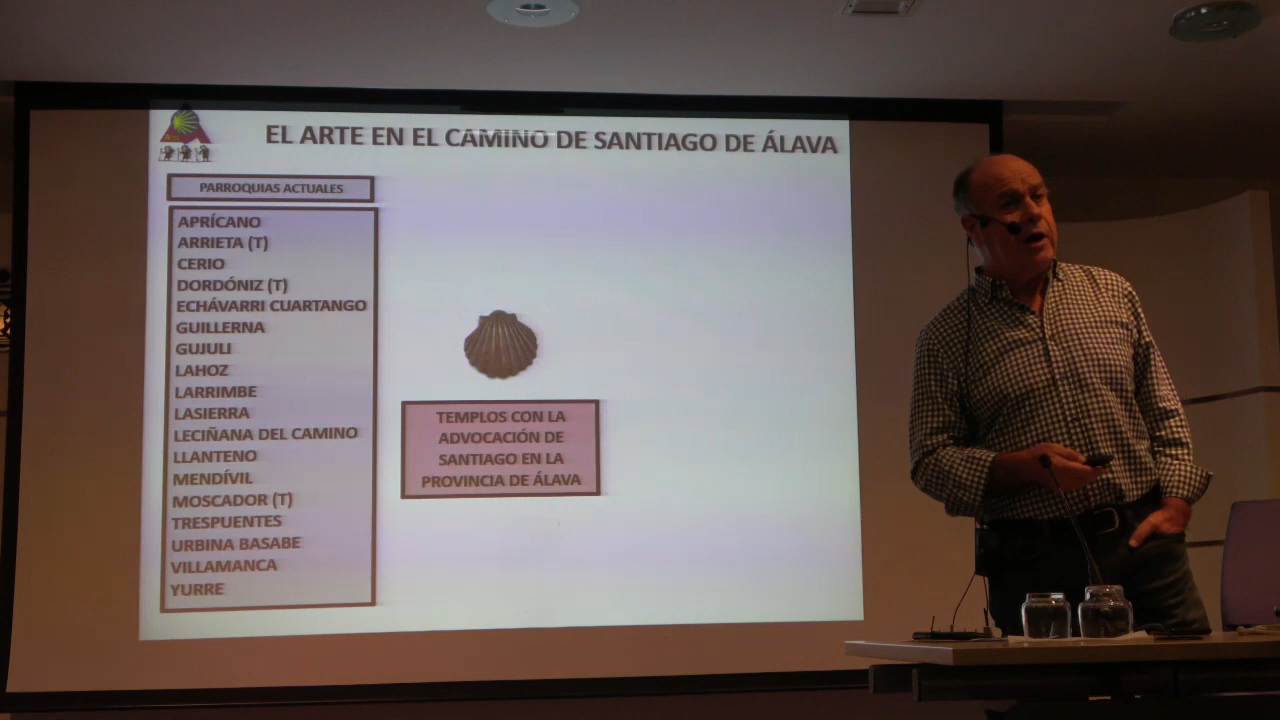 EL ARTE EN EL CAMINO DE SANTIAGO DE ÁLAVA
PARROQUIAS ACTUALES
APRÍCANO
ARRIETA (T)
CERIO
DORDÓNIZ (T)
ECHÁVARRI CUARTANGO
GUILLERNA
GUJULI
LAHOZ
LARRIMBE
LASIERRA
LECIÑANA DEL CAMINO
LLANTENO
MENDÍVIL
MOSCADOR (T)
TRESPUENTES
URBINA BASABE
VILLAMANCA
YURRE
TEMPLOS CON LA
ADVOCACIÓN DE
SANTIAGO EN LA
PROVINCIA DE ÁLAVA